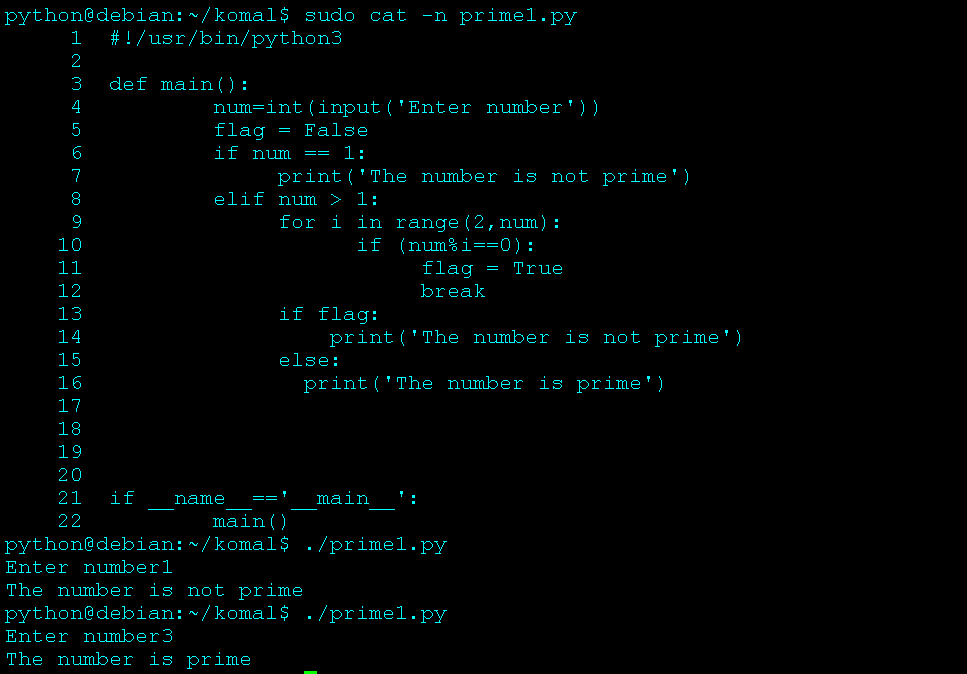 python@debian:~/komal$ sudo cat -n prime1.py
     1  #!/usr/bin/python3
     2
     3  def main():
     4          num=int(input('Enter number'))
     5          flag = False
     6          if num == 1:
     7               print('The number is not prime')
     8          elif num > 1:
     9               for i in range(2,num):
    10                     if (num%i==0):
    11                          flag = True
    12                          break
    13               if flag:
    14                   print('The number is not prime')
    15               else:
    16                 print('The number is prime')
    17
    18
    19
    20
    21  if __name__=='__main__':
    22          main()
python@debian:~/komal$ ./prime1.py
Enter number1
The number is not prime
python@debian:~/komal$ ./prime1.py
Enter number3
The number is prime